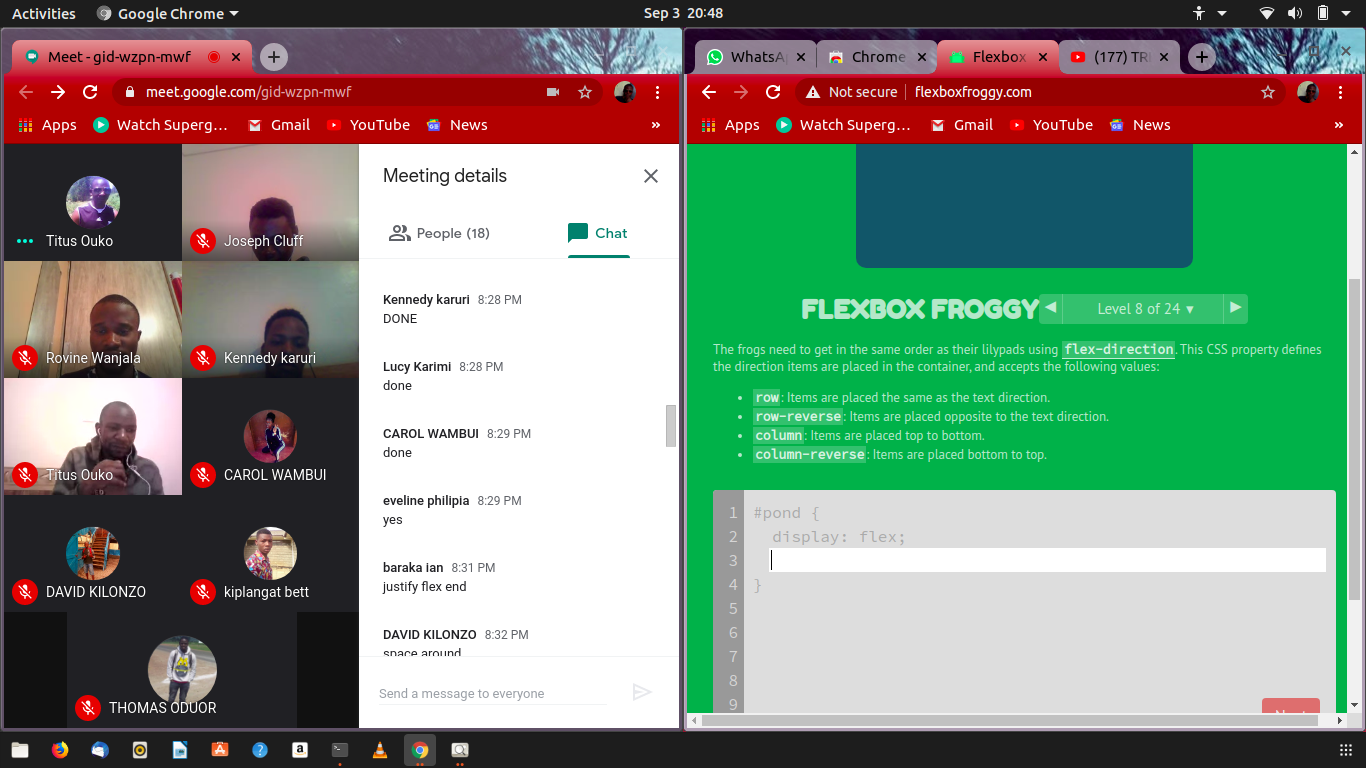 Activities
Google Chrome
Sep 3 20:48
Meet - gid-wzpn-mwf
meet.google.com/gid-wzpn-mwf
Apps
Watch Superg…
Gmail
YouTube
News
»
Titus Ouko
Joseph Cluff
Rovine Wanjala
Kennedy karuri
Titus Ouko
CAROL WAMBUI
DAVID KILONZO
kiplangat bett
THOMAS ODUOR
Meeting details
People (18)
Chat
Kennedy karuri 8:28 PM
DONE
Lucy Karimi 8:28 PM
done
CAROL WAMBUI 8:29 PM
done
eveline philipia 8:29 PM
yes
baraka ian 8:31 PM
justify flex end
DAVID KILONZO 8:32 PM
space around
Send a message to everyone
WhatsA
Chrome
Flexbox
(177) TR
Not secure
flexboxfroggy.com
Apps
Watch Superg…
Gmail
YouTube
News
»
FLEXBOX FROGGY
Level 8 of 24
The frogs need to get in the same order as their lilypads using flex-direction. This CSS property defines
the direction items are placed in the container, and accepts the following values:
row: Items are placed the same as the text direction.
row-reverse: Items are placed opposite to the text direction.
column: Items are placed top to bottom.
column-reverse: Items are placed bottom to top.
1 #pond {
2 display: flex;
3
4 }
5
6
7
8
9
Next